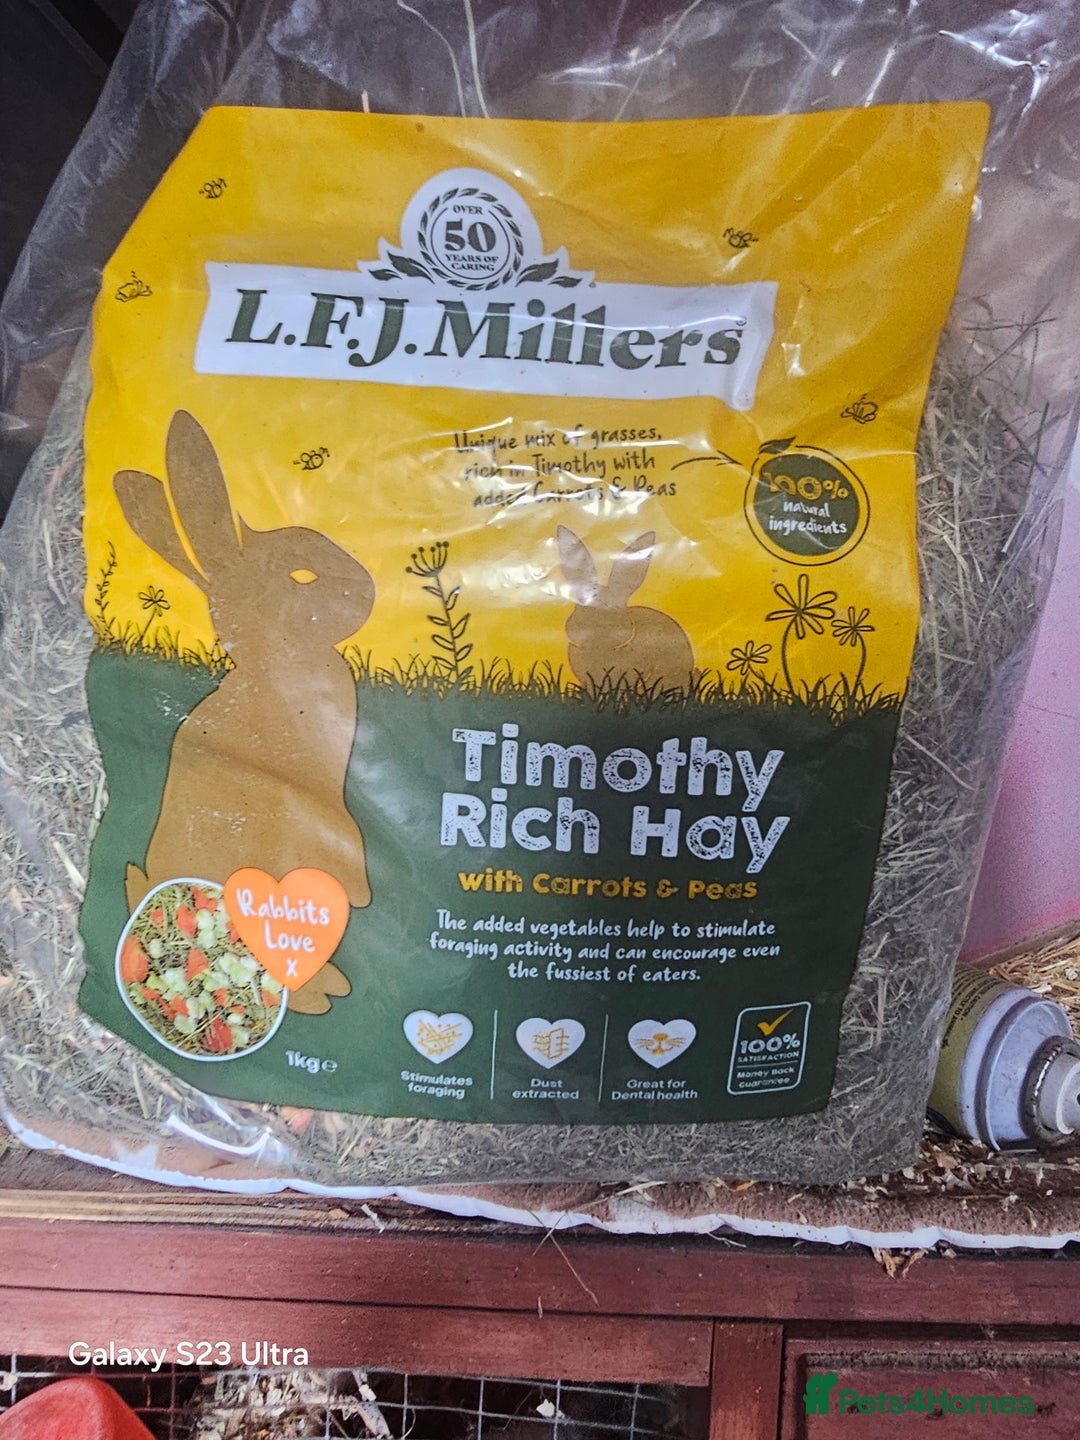 OVER
50
YEARS OF
CARING
L.F.J. Millers
Unique mix of grasses,
rich in Timothy with
added Carrots & Peas
100%
natural
ingredients
Timothy
Rich Hay
with Carrots & Peas
The added vegetables help to stimulate
foraging activity and can encourage even
the fussiest of eaters.
Rabbits
Love
x
1kg e
Stimulates
foraging
Dust
extracted
Great for
Dental health
100%
SATISFACTION
Money Back
Guarantee
Galaxy S23 Ultra
Pets4Homes